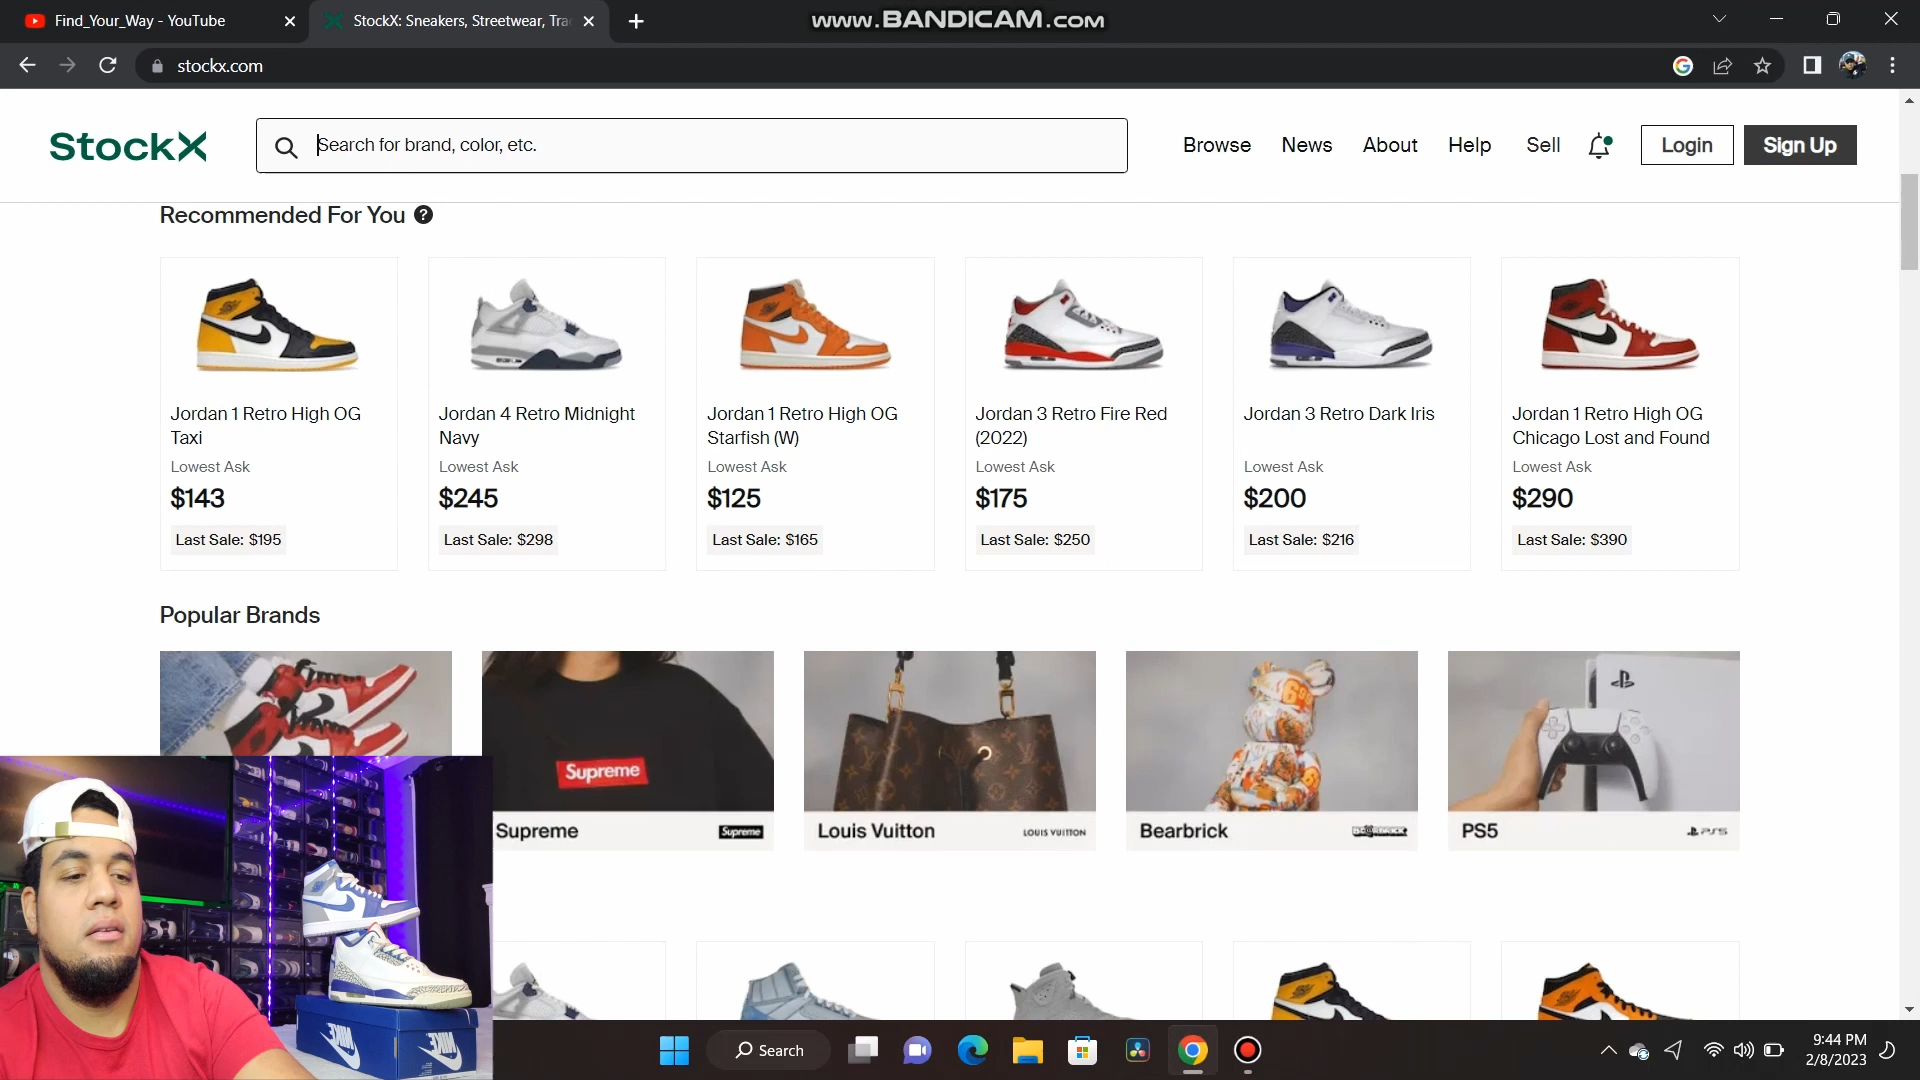 Find_Your_Way - YouTube
StockX: Sneakers, Streetwear, Tra
www.BANDICAM.com
stockx.com
StockX
Search for brand, color, etc.
Browse
News
About
Help
Sell
Login
Sign Up
Recommended For You ?
Jordan 1 Retro High OG
Taxi
Lowest Ask
$143
Last Sale: $195
Jordan 4 Retro Midnight
Navy
Lowest Ask
$245
Last Sale: $298
Jordan 1 Retro High OG
Starfish (W)
Lowest Ask
$125
Last Sale: $165
Jordan 3 Retro Fire Red
(2022)
Lowest Ask
$175
Last Sale: $250
Jordan 3 Retro Dark Iris
Lowest Ask
$200
Last Sale: $216
Jordan 1 Retro High OG
Chicago Lost and Found
Lowest Ask
$290
Last Sale: $390
Popular Brands
Supreme
Supreme
Supreme
Louis Vuitton
LOUIS VUITTON
Bearbrick
BE@RBRICK
PS5
PS5
NIKE
NIKE
Search
9:44 PM
2/8/2023